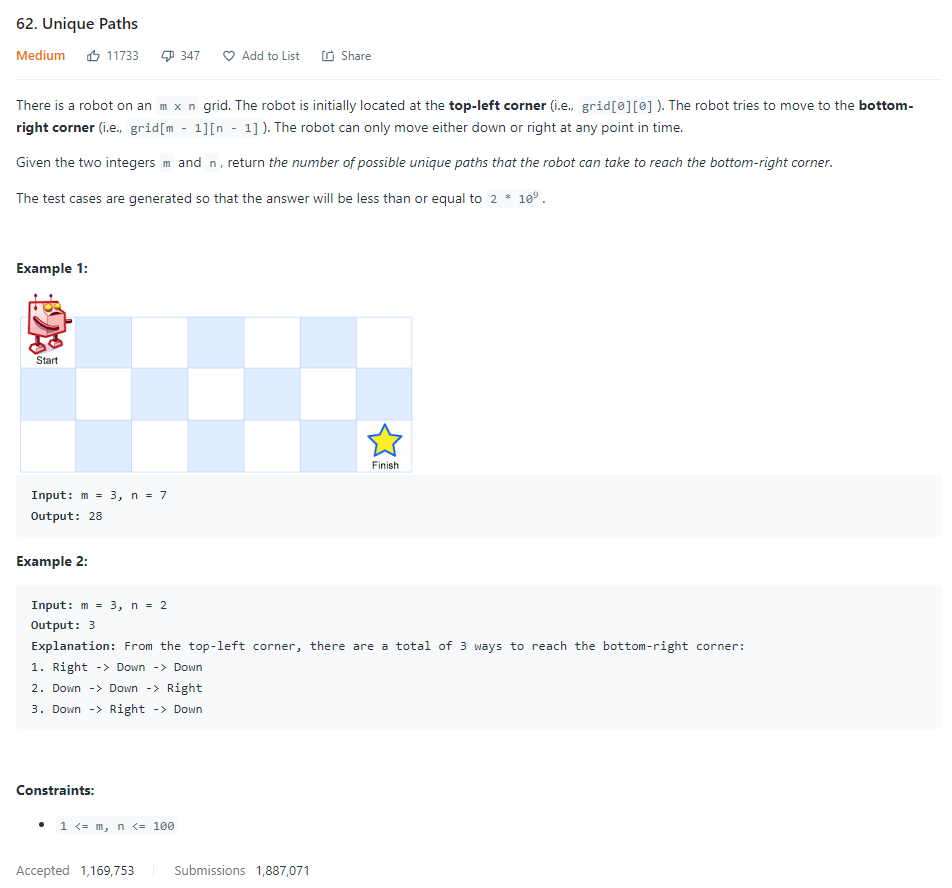 62. Unique Paths
Medium 11733 347 Add to List Share
There is a robot on an m x n grid. The robot is initially located at the top-left corner (i.e., grid[0][0] ). The robot tries to move to the bottom-
right corner (i.e., grid[m - 1][n - 1] ). The robot can only move either down or right at any point in time.
Given the two integers m and n, return the number of possible unique paths that the robot can take to reach the bottom-right corner.
The test cases are generated so that the answer will be less than or equal to 2 * 10⁹ .
Example 1:
Start
Finish
Input: m = 3, n = 7
Output: 28
Example 2:
Input: m = 3, n = 2
Output: 3
Explanation: From the top-left corner, there are a total of 3 ways to reach the bottom-right corner:
1. Right -> Down -> Down
2. Down -> Down -> Right
3. Down -> Right -> Down
Constraints:
• 1 <= m, n <= 100
Accepted 1,169,753 Submissions 1,887,071